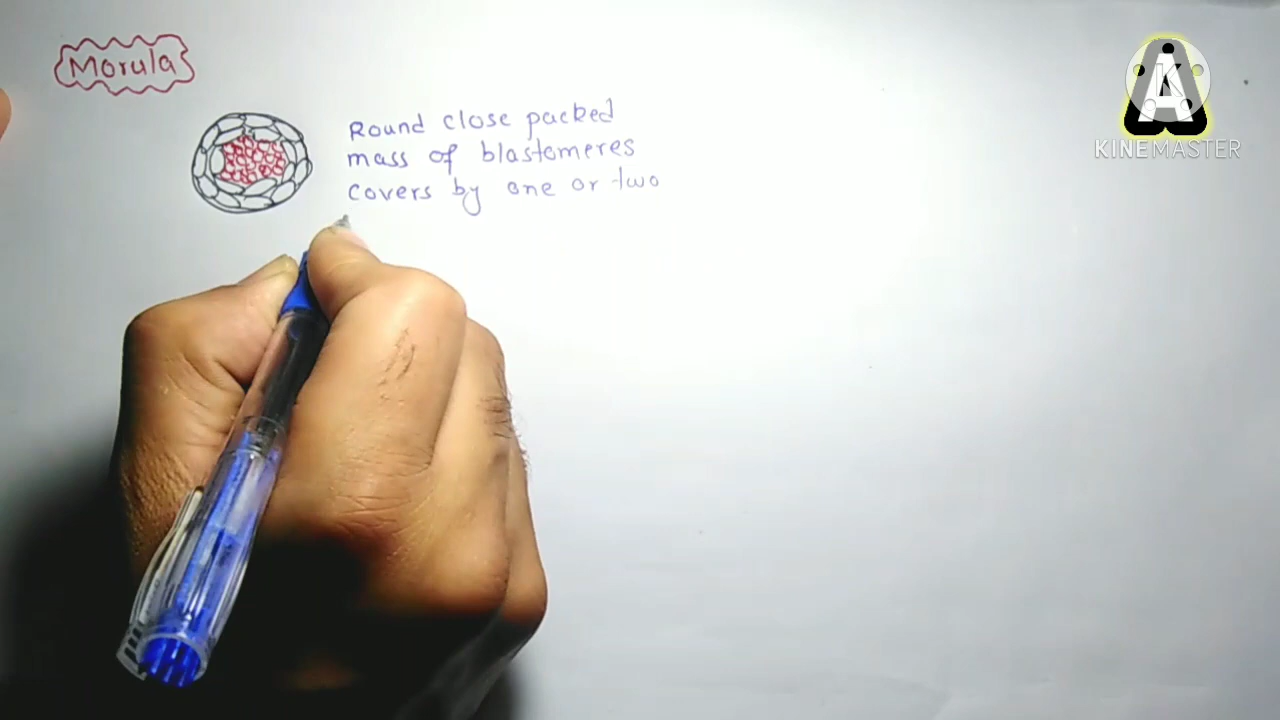 Morula
Round close packed
mass of blastomeres
covers by one or two
KINEMASTER